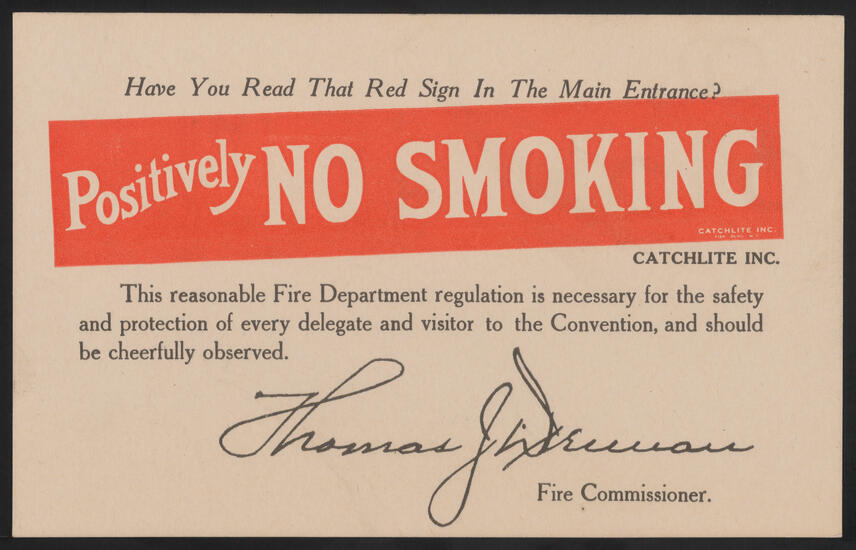 Have You Read That Red Sign In The Main Entrance?
Positively NO SMOKING
CATCHLITE INC.
CATCHLITE INC.
This reasonable Fire Department regulation is necessary for the safety
and protection of every delegate and visitor to the Convention, and should
be cheerfully observed.
Thomas J Drennan
Fire Commissioner.